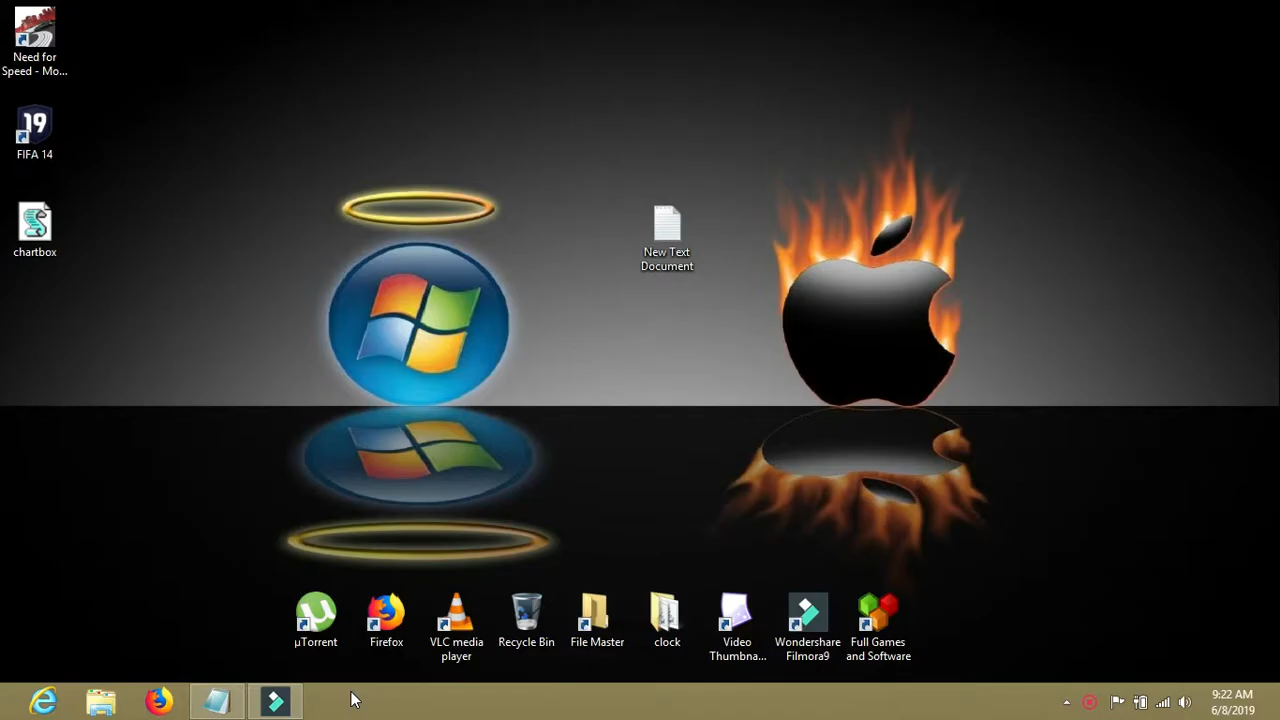 Need for
Speed - Mo...
19
FIFA 14
chartbox
New Text
Document
µTorrent
Firefox
VLC media
player
Recycle Bin
File Master
clock
Video
Thumbna...
Wondershare
Filmora9
Full Games
and Software
9:22 AM
6/8/2019